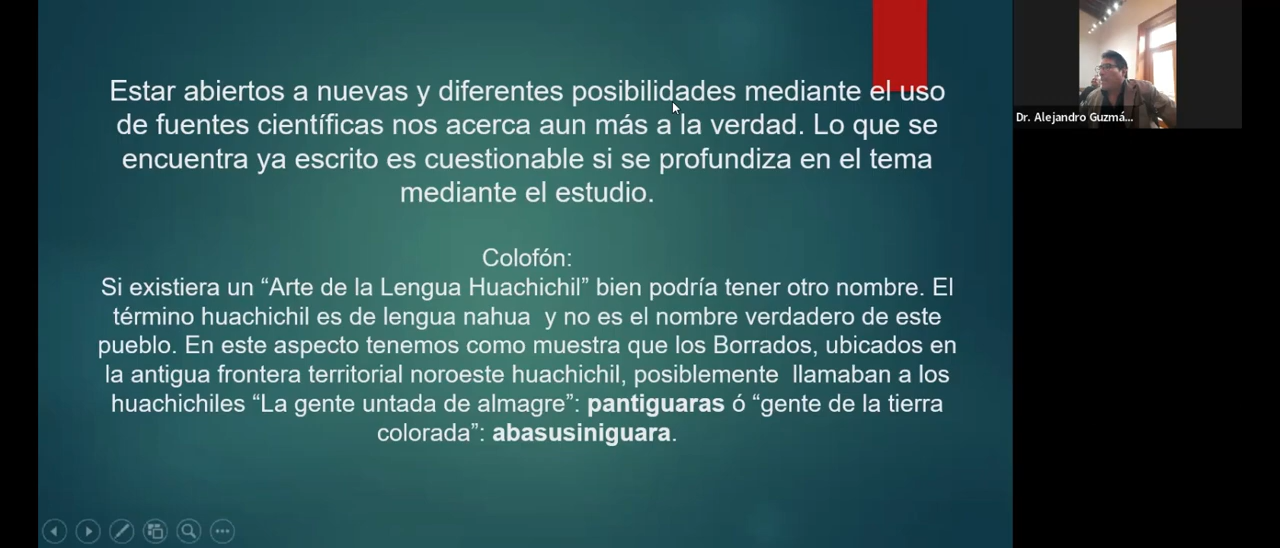 Estar abiertos a nuevas y diferentes posibilidades mediante el uso
de fuentes científicas nos acerca aun más a la verdad. Lo que se
encuentra ya escrito es cuestionable si se profundiza en el tema
mediante el estudio.
Colofón:
Si existiera un “Arte de la Lengua Huachichil” bien podría tener otro nombre. El
término huachichil es de lengua nahua y no es el nombre verdadero de este
pueblo. En este aspecto tenemos como muestra que los Borrados, ubicados en
la antigua frontera territorial noroeste huachichil, posiblemente llamaban a los
huachichiles “La gente untada de almagre”: pantiguaras ó “gente de la tierra
colorada”: abasusiniguara.
Dr. Alejandro Guzmá...